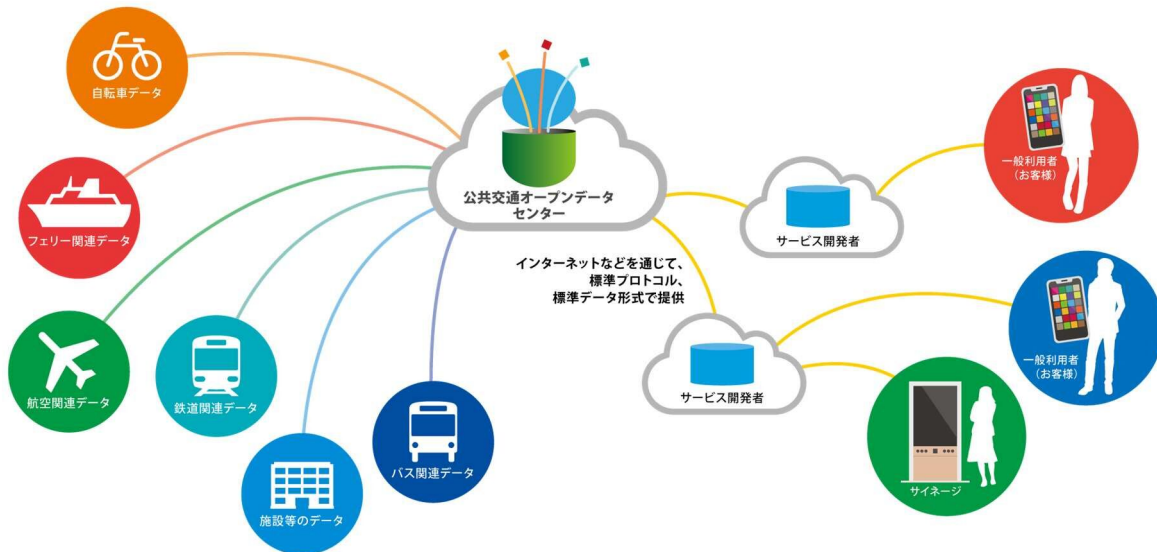 自転車データ
フェリー関連データ
航空関連データ
鉄道関連データ
施設等のデータ
バス関連データ
公共交通オープンデータ
センター
インターネットなどを通じて、
標準プロトコル、
標準データ形式で提供
サービス開発者
サービス開発者
一般利用者
(お客様)
一般利用者
(お客様)
サイネージ